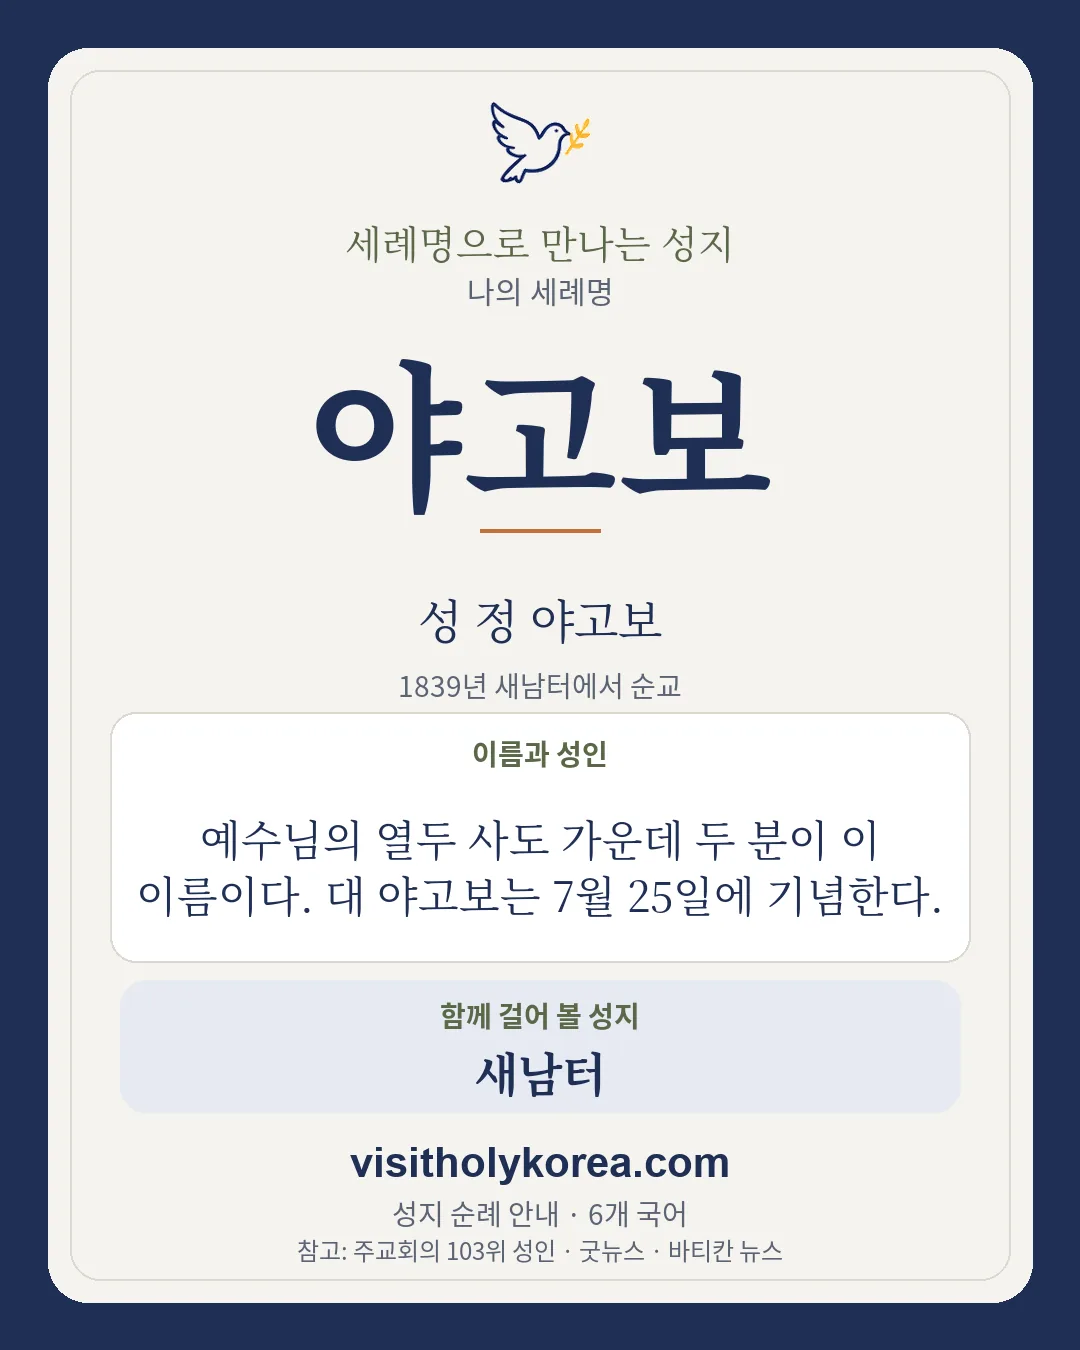 세례명으로 만나는 성지
나의 세례명
야고보
성 정 야고보
1839년 새남터에서 순교
이름과 성인
예수님의 열두 사도 가운데 두 분이 이
이름이다. 대 야고보는 7월 25일에 기념한다.
함께 걸어 볼 성지
새남터
visitholykorea.com
성지 순례 안내 · 6개 국어
참고: 주교회의 103위 성인 · 굿뉴스 · 바티칸 뉴스